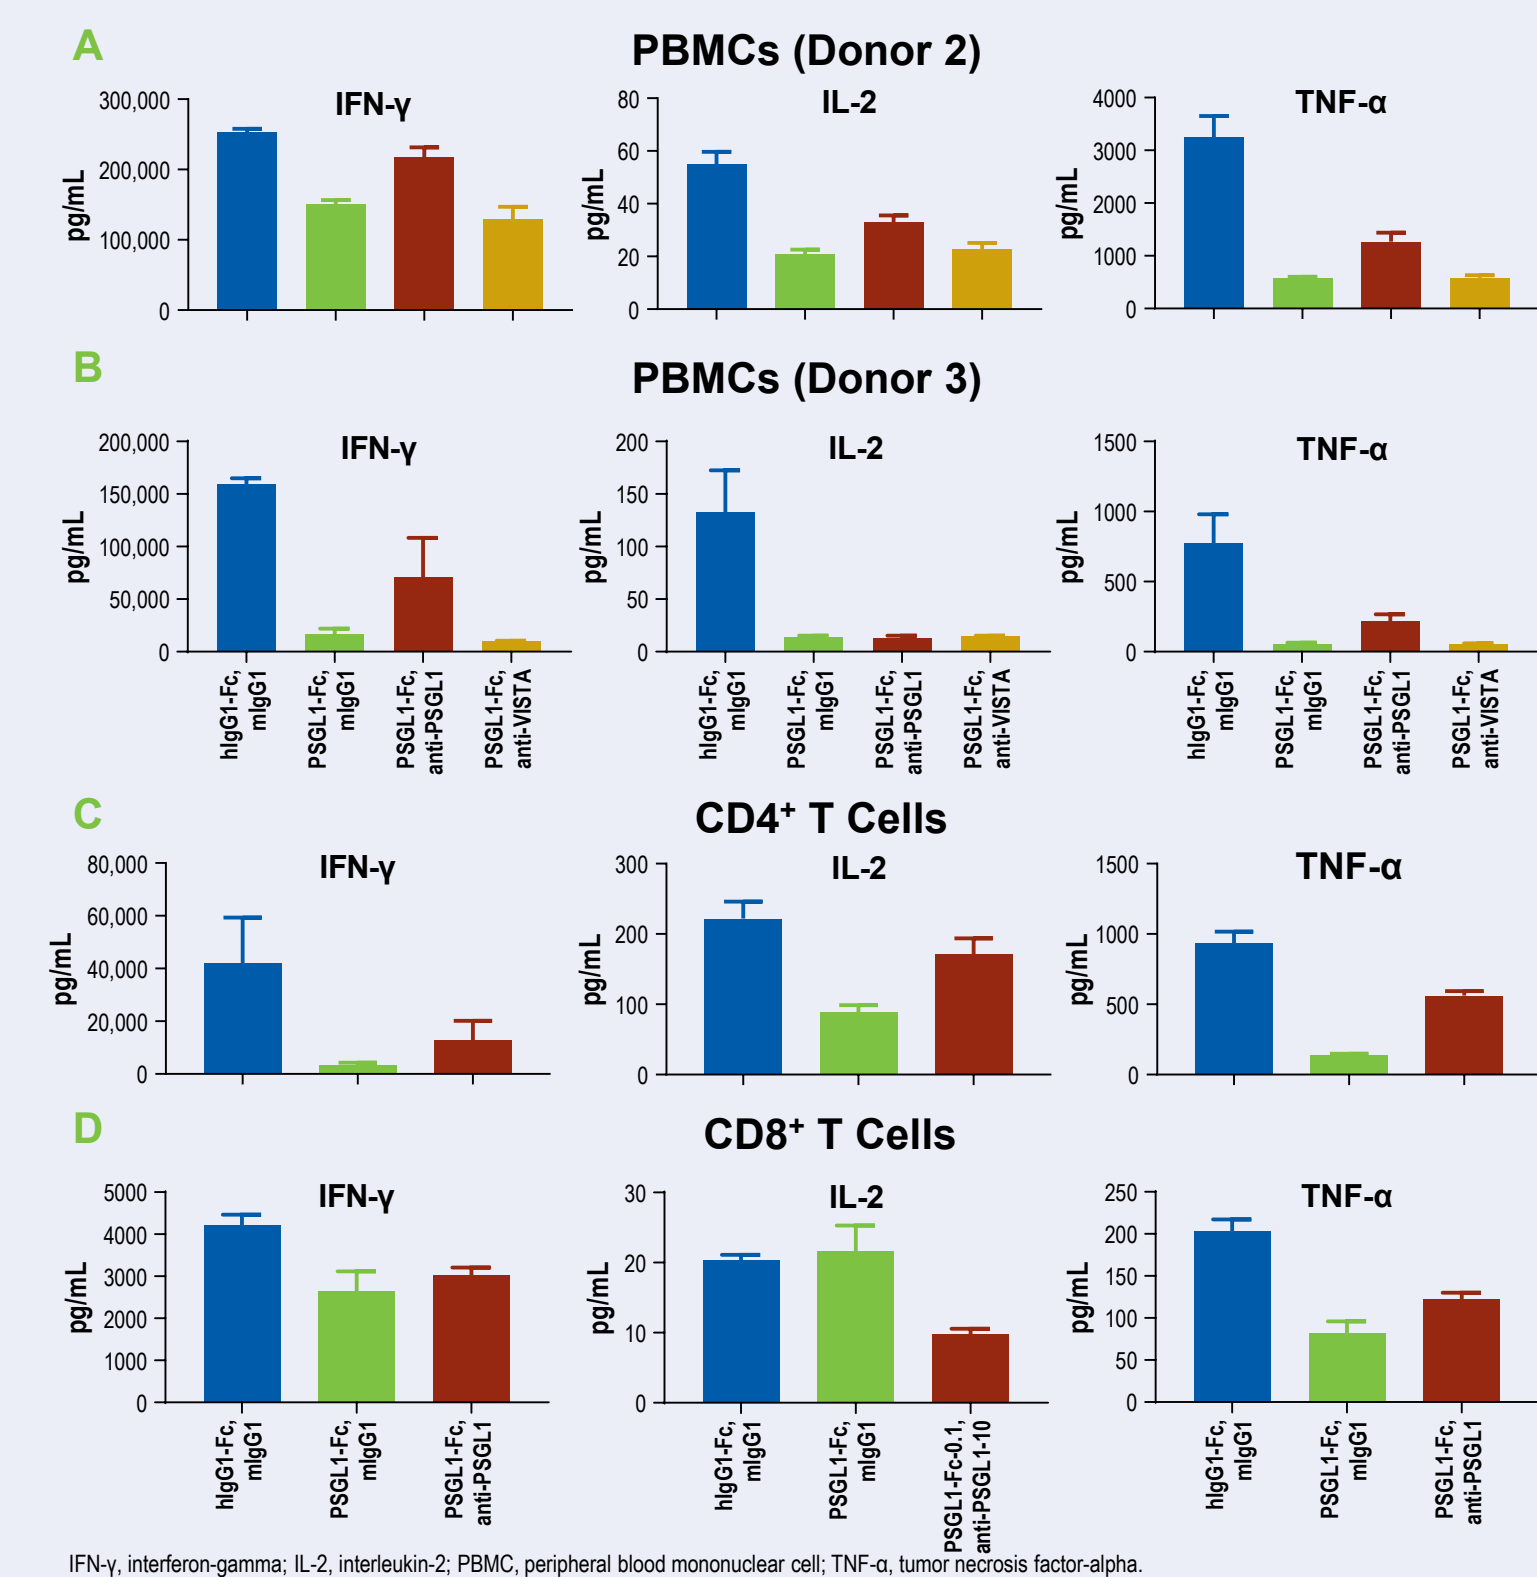 A
PBMCs (Donor 2)
IFN-γ
pg/mL
300,000
200,000
100,000
0
IL-2
pg/mL
80
60
40
20
0
TNF-α
pg/mL
4000
3000
2000
1000
0
B
PBMCs (Donor 3)
IFN-γ
pg/mL
200,000
150,000
100,000
50,000
0
hIgG1-Fc,
mIgG1
PSGL1-Fc,
mIgG1
PSGL1-Fc,
anti-PSGL1
PSGL1-Fc,
anti-VISTA
IL-2
pg/mL
200
150
100
50
0
hIgG1-Fc,
mIgG1
PSGL1-Fc,
mIgG1
PSGL1-Fc,
anti-PSGL1
PSGL1-Fc,
anti-VISTA
TNF-α
pg/mL
1500
1000
500
0
hIgG1-Fc,
mIgG1
PSGL1-Fc,
mIgG1
PSGL1-Fc,
anti-PSGL1
PSGL1-Fc,
anti-VISTA
C
CD4⁺ T Cells
IFN-γ
pg/mL
80,000
60,000
40,000
20,000
0
IL-2
pg/mL
300
200
100
0
TNF-α
pg/mL
1500
1000
500
0
D
CD8⁺ T Cells
IFN-γ
pg/mL
5000
4000
3000
2000
1000
0
hIgG1-Fc,
mIgG1
PSGL1-Fc,
mIgG1
PSGL1-Fc,
anti-PSGL1
IL-2
pg/mL
30
20
10
0
hIgG1-Fc,
mIgG1
PSGL1-Fc,
mIgG1
PSGL1-Fc-0.1,
anti-PSGL1-10
TNF-α
pg/mL
250
200
150
100
50
0
hIgG1-Fc,
mIgG1
PSGL1-Fc,
mIgG1
PSGL1-Fc,
anti-PSGL1
IFN-γ, interferon-gamma; IL-2, interleukin-2; PBMC, peripheral blood mononuclear cell; TNF-α, tumor necrosis factor-alpha.